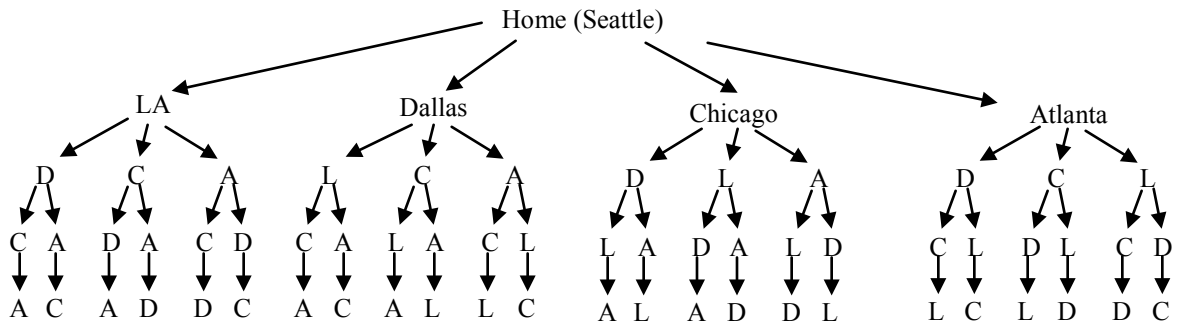 Home (Seattle)
LA Dallas Chicago Atlanta
D C A L C A D L A D C L
C A D A C D C A L A C L L A D A L D C L D L C D
A C A D D C A C A L L C A L A D D L L C L D D C